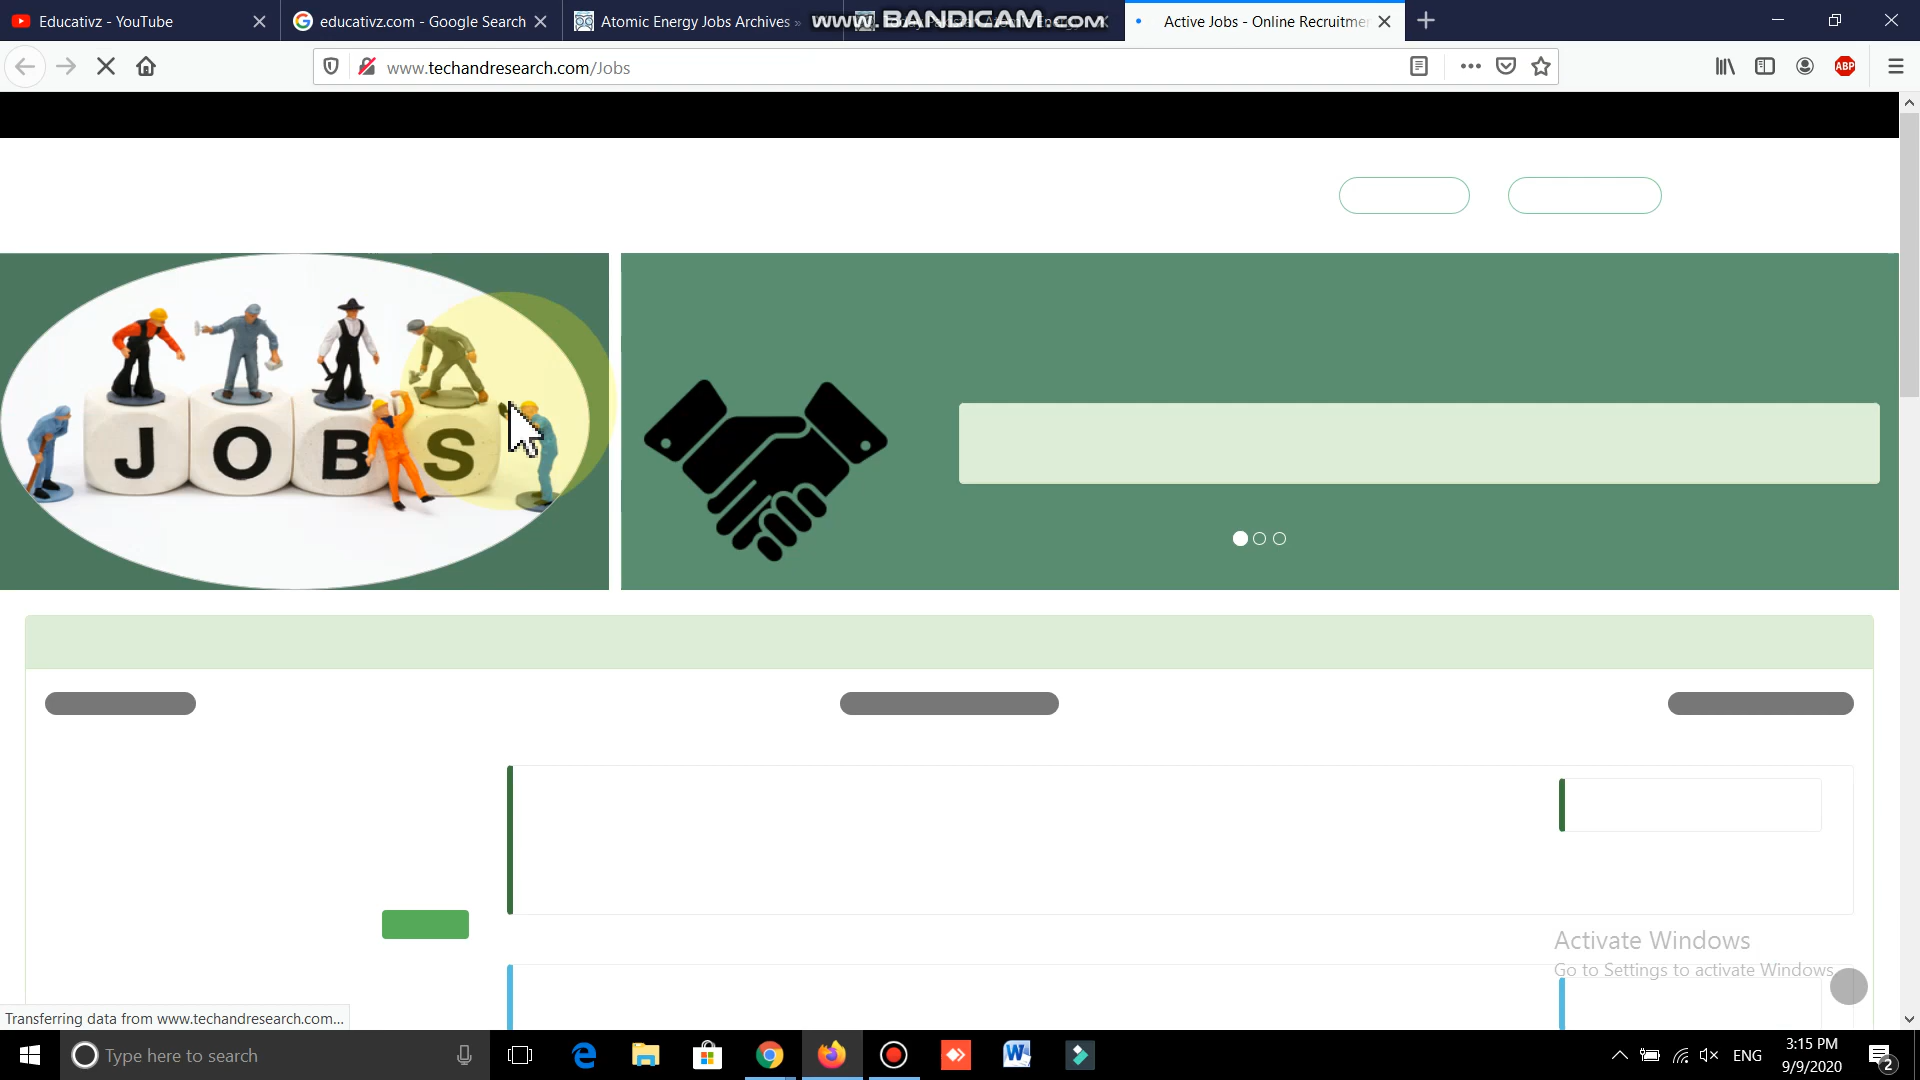 Educativz - YouTube
educativz.com - Google Search
Atomic Energy Jobs Archives »
www.BANDICAM.com
Active Jobs - Online Recruitme
www.techandresearch.com/Jobs
ABP
JOBS
Activate Windows
Go to Settings to activate Windows.
Transferring data from www.techandresearch.com...
Type here to search
ENG
3:15 PM
9/9/2020
2